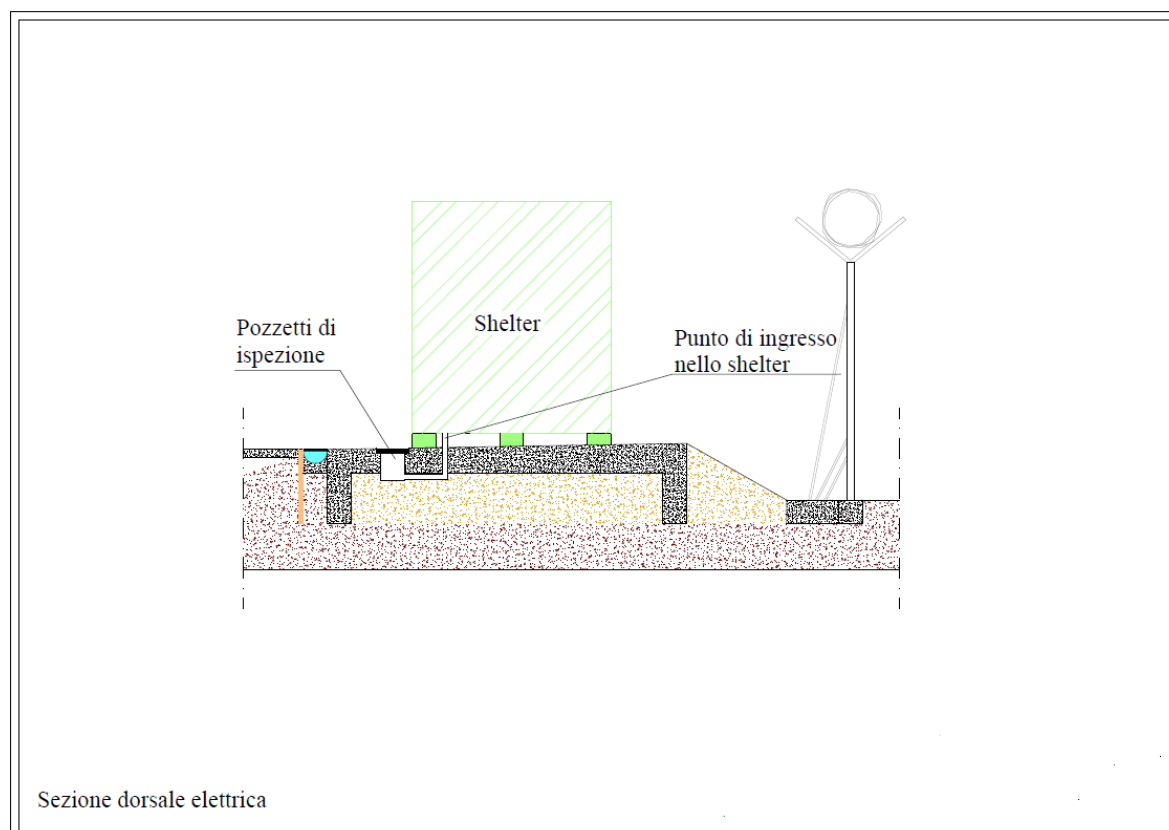 Pozzetti di
ispezione
Shelter
Punto di ingresso
nello shelter
Sezione dorsale elettrica